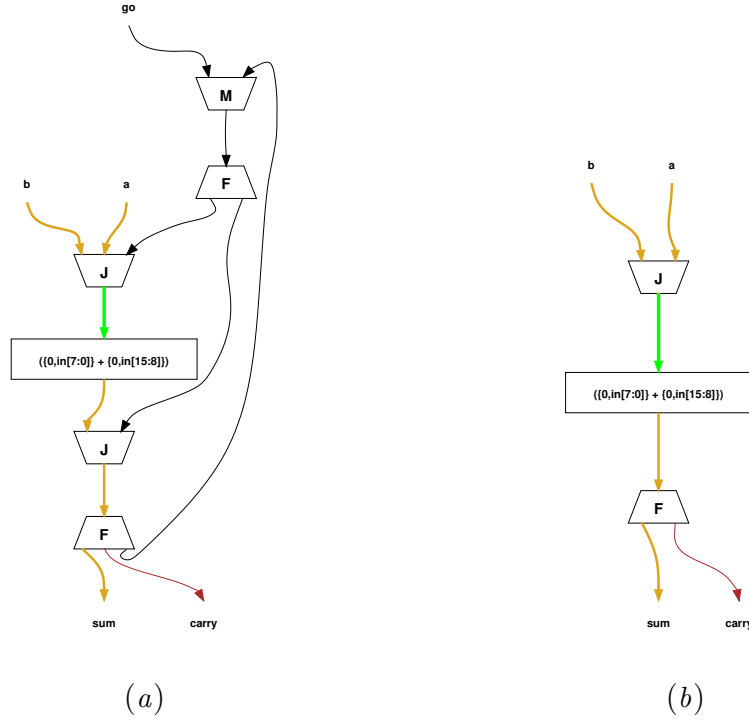 go
M
F
b
a
J
({0,in[7:0]} + {0,in[15:8]})
J
F
sum
carry
(a)
b
a
J
({0,in[7:0]} + {0,in[15:8]})
F
sum
carry
(b)